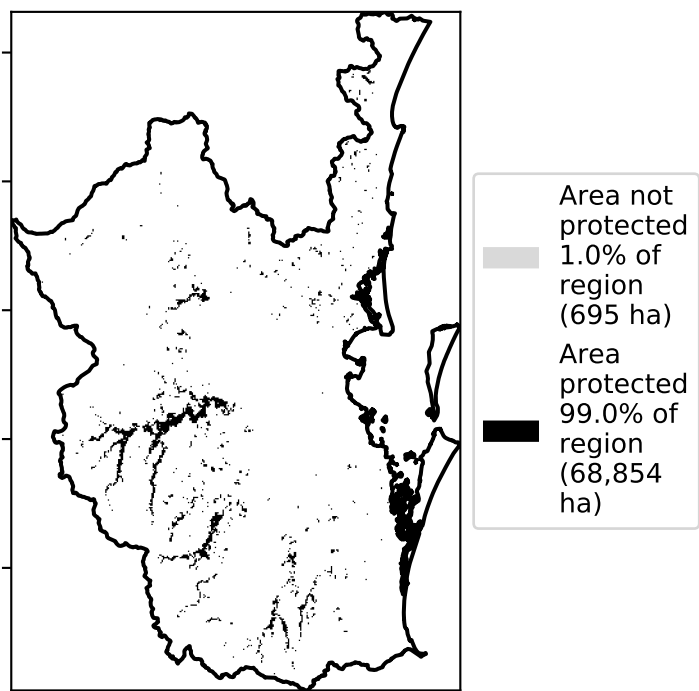 Area not
protected
1.0% of
region
(695 ha)
Area
protected
99.0% of
region
(68,854
ha)